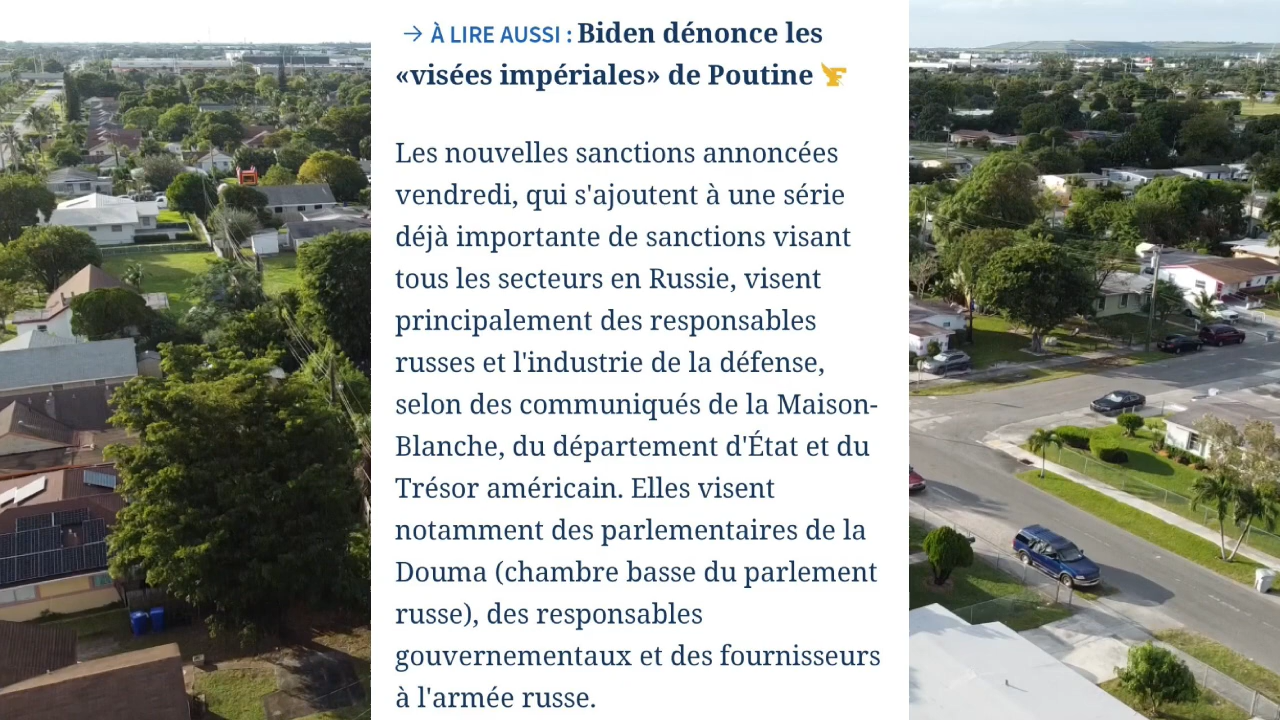 → À LIRE AUSSI : Biden dénonce les
«visées impériales» de Poutine
Les nouvelles sanctions annoncées
vendredi, qui s'ajoutent à une série
déjà importante de sanctions visant
tous les secteurs en Russie, visent
principalement des responsables
russes et l'industrie de la défense,
selon des communiqués de la Maison-
Blanche, du département d'État et du
Trésor américain. Elles visent
notamment des parlementaires de la
Douma (chambre basse du parlement
russe), des responsables
gouvernementaux et des fournisseurs
à l'armée russe.